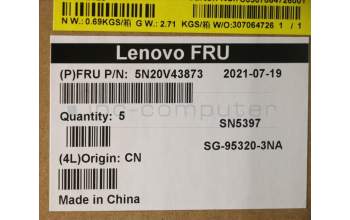 N W.: 0.69KGS/箱 G W.: 2.71 KGS/箱 W/O:307064726 1 / 1
Lenovo FRU
(P)FRU P/N: 5N20V43873 2021-07-19
Quantity: 5
SN5397
SG-95320-3NA
(4L)Origin: CN
Made in China